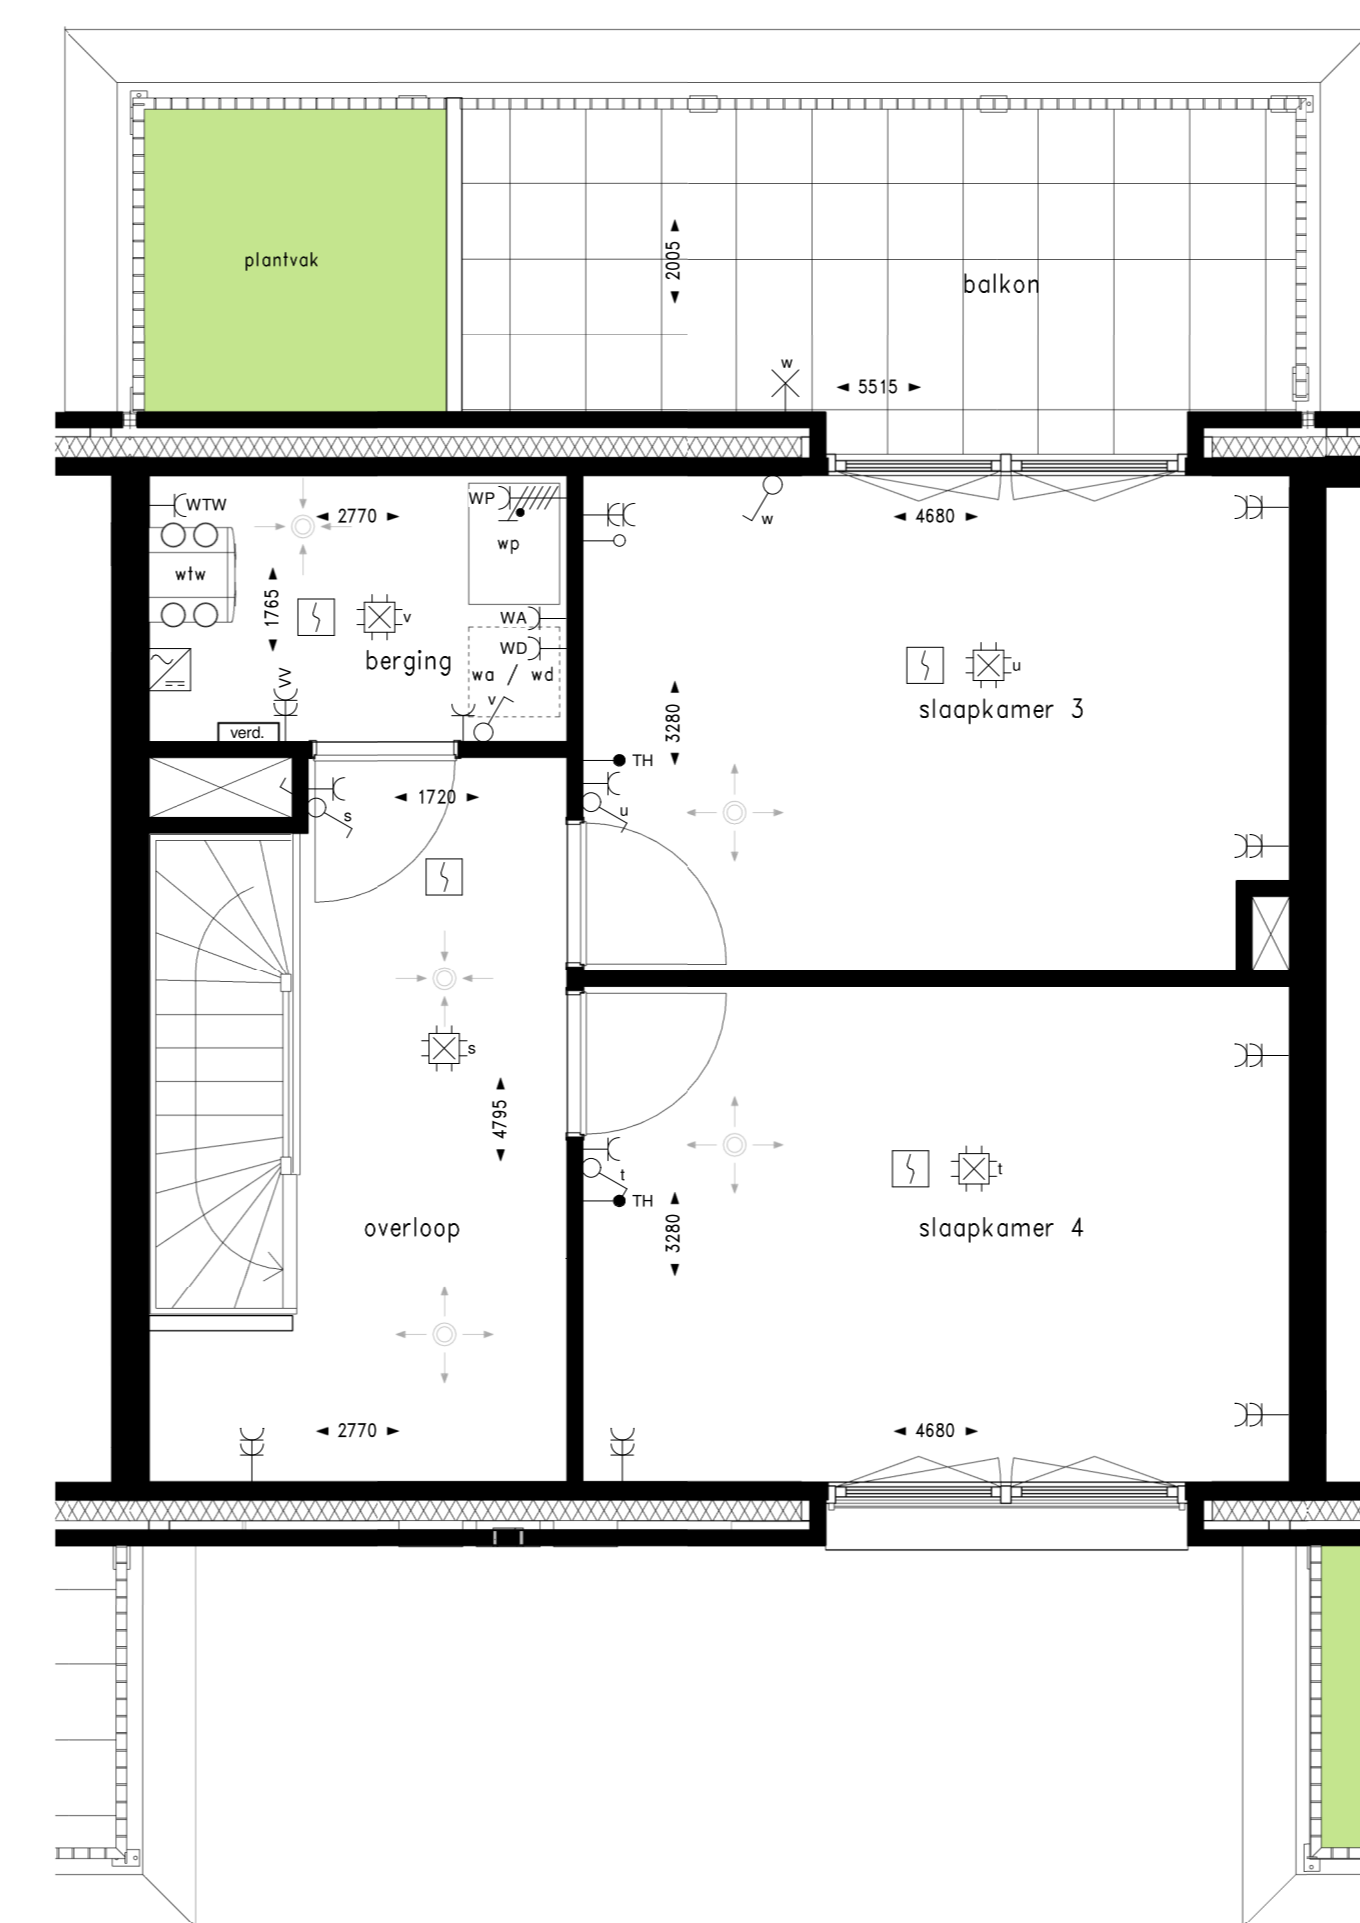 plantvak
2005
balkon
w
5515
WTW
2770
WP
wp
w
4680
wtw
1765
v
WA
WD
berging
wa / wd
v
VV
verd.
u
slaapkamer 3
3280
TH
u
1720
s
s
4795
t
TH
t
overloop
3280
slaapkamer 4
2770
4680